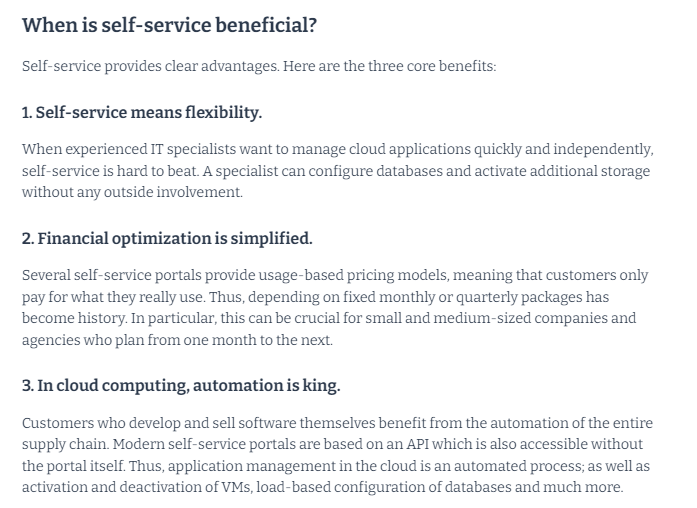 When is self-service beneficial?
Self-service provides clear advantages. Here are the three core benefits:
1. Self-service means flexibility.
When experienced IT specialists want to manage cloud applications quickly and independently,
self-service is hard to beat. A specialist can configure databases and activate additional storage
without any outside involvement.
2. Financial optimization is simplified.
Several self-service portals provide usage-based pricing models, meaning that customers only
pay for what they really use. Thus, depending on fixed monthly or quarterly packages has
become history. In particular, this can be crucial for small and medium-sized companies and
agencies who plan from one month to the next.
3. In cloud computing, automation is king.
Customers who develop and sell software themselves benefit from the automation of the entire
supply chain. Modern self-service portals are based on an API which is also accessible without
the portal itself. Thus, application management in the cloud is an automated process; as well as
activation and deactivation of VMs, load-based configuration of databases and much more.